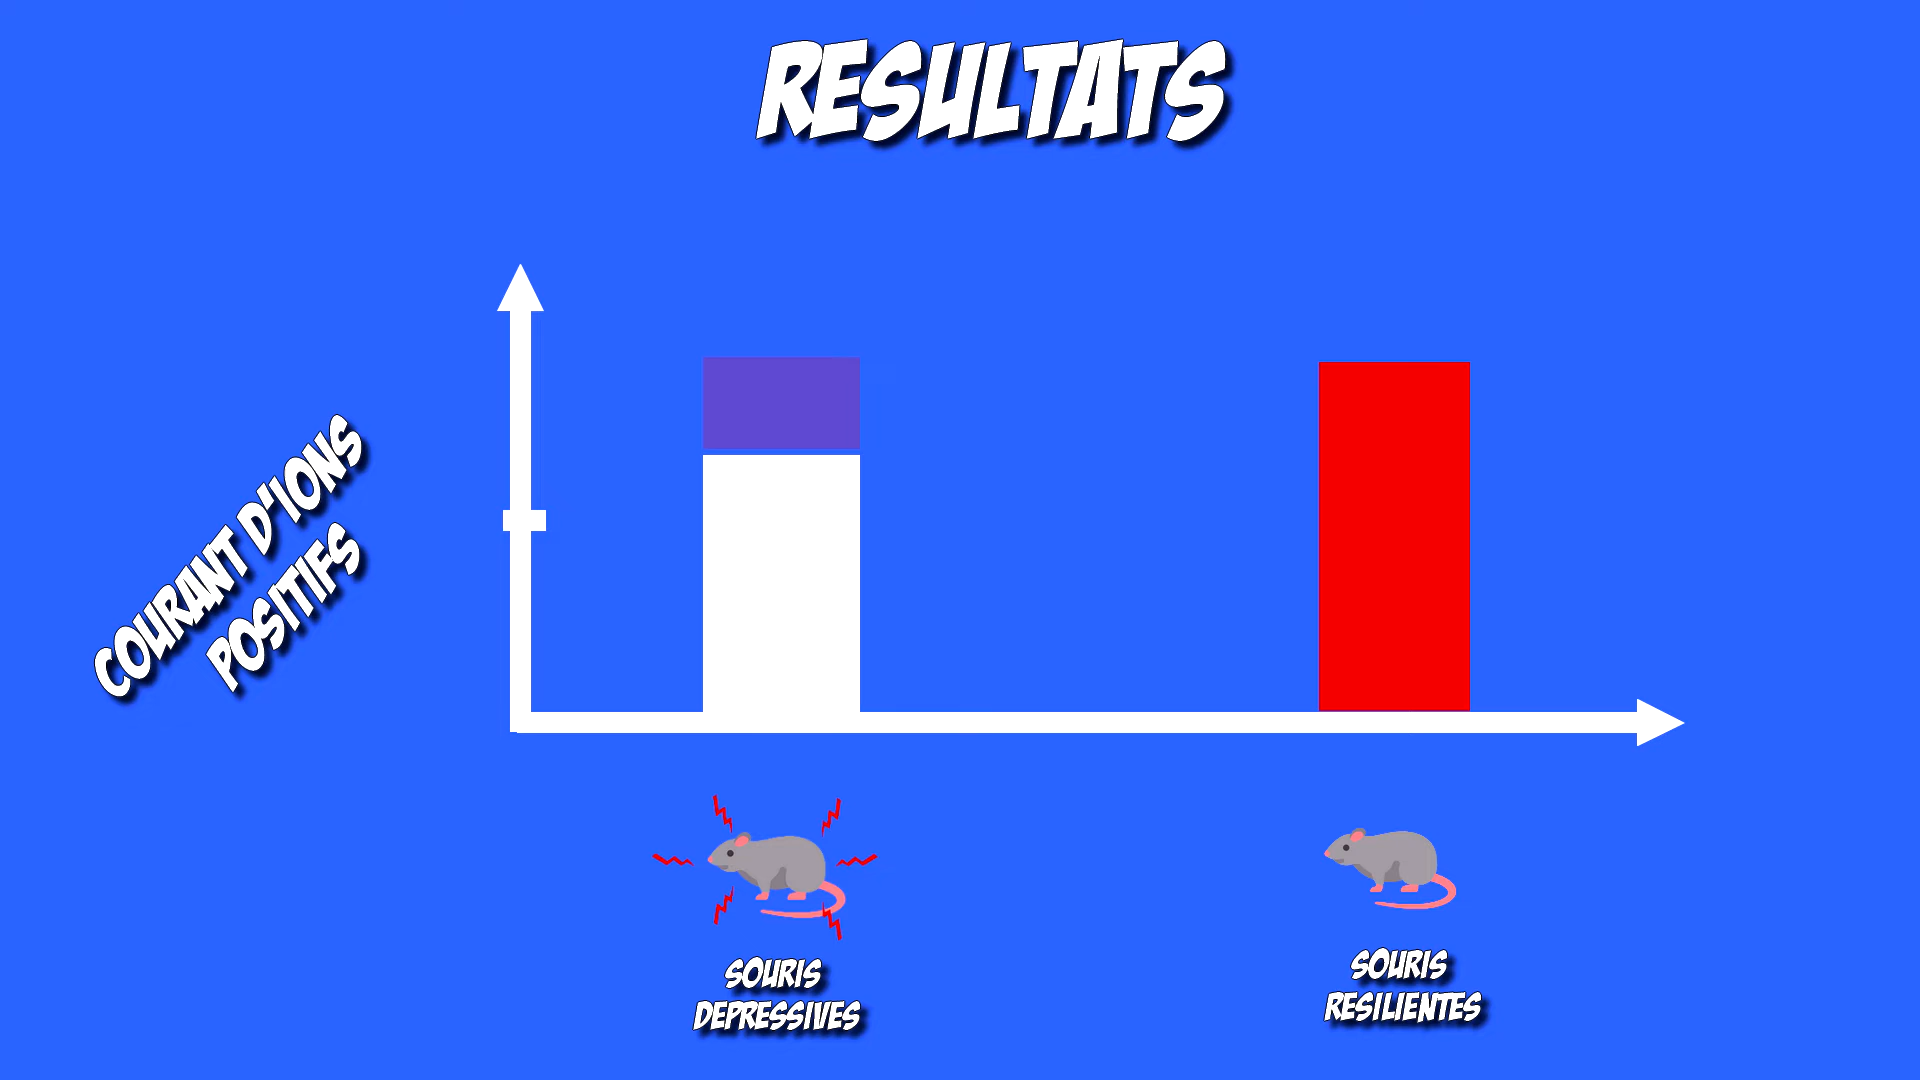 RESULTATS
COURANT D'IONS
POSITIFS
SOURIS
DEPRESSIVES
SOURIS
RESILIENTES